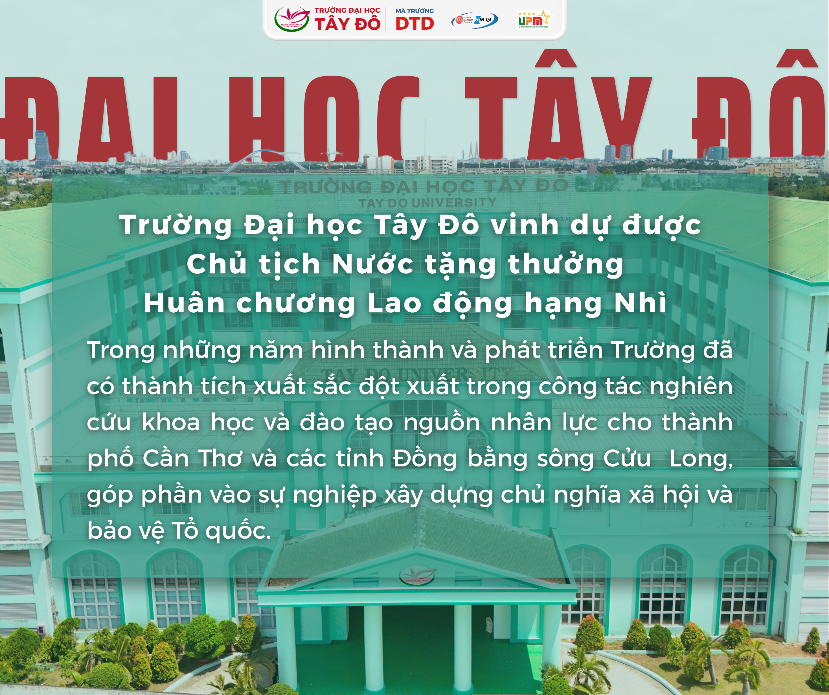 TRƯỜNG ĐẠI HỌC
TÂY ĐÔ
MÃ TRƯỜNG
DTD
UPM
ĐẠI HỌC TÂY ĐÔ
TRƯỜNG ĐẠI HỌC TÂY ĐÔ
TAY DO UNIVERSITY
Trường Đại học Tây Đô vinh dự được
Chủ tịch Nước tặng thưởng
Huân chương Lao động hạng Nhì
Trong những năm hình thành và phát triển Trường đã
có thành tích xuất sắc đột xuất trong công tác nghiên
cứu khoa học và đào tạo nguồn nhân lực cho thành
phố Cần Thơ và các tỉnh Đồng bằng sông Cửu  Long,
góp phần vào sự nghiệp xây dựng chủ nghĩa xã hội và
bảo vệ Tổ quốc.
TAY DO UNIVERSITY